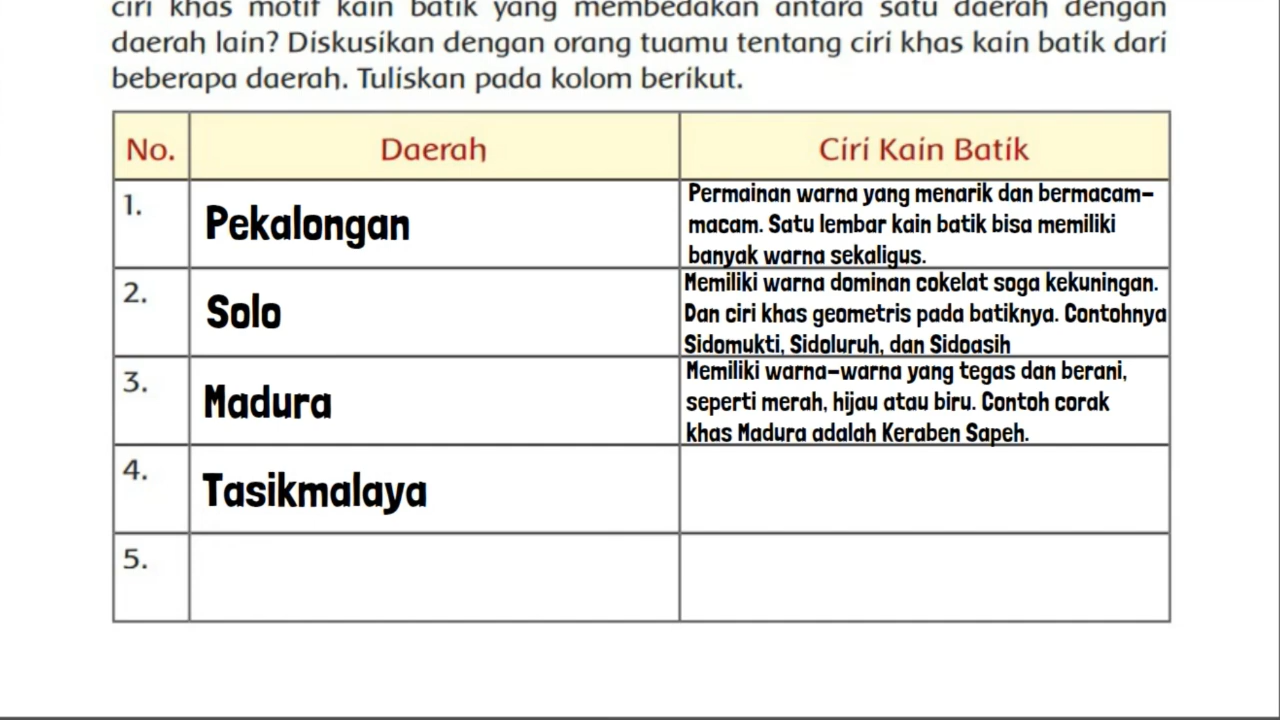 ciri khas motif kain batik yang membedakan antara satu daerah dengan
daerah lain? Diskusikan dengan orang tuamu tentang ciri khas kain batik dari
beberapa daerah. Tuliskan pada kolom berikut.
No. Daerah Ciri Kain Batik
1. Pekalongan
Permainan warna yang menarik dan bermacam-
macam. Satu lembar kain batik bisa memiliki
banyak warna sekaligus.
2. Solo
Memiliki warna dominan cokelat soga kekuningan.
Dan ciri khas geometris pada batiknya. Contohnya
Sidomukti, Sidoluruh, dan Sidoasih
3. Madura
Memiliki warna-warna yang tegas dan berani,
seperti merah, hijau atau biru. Contoh corak
khas Madura adalah Keraben Sapeh.
4. Tasikmalaya
5.